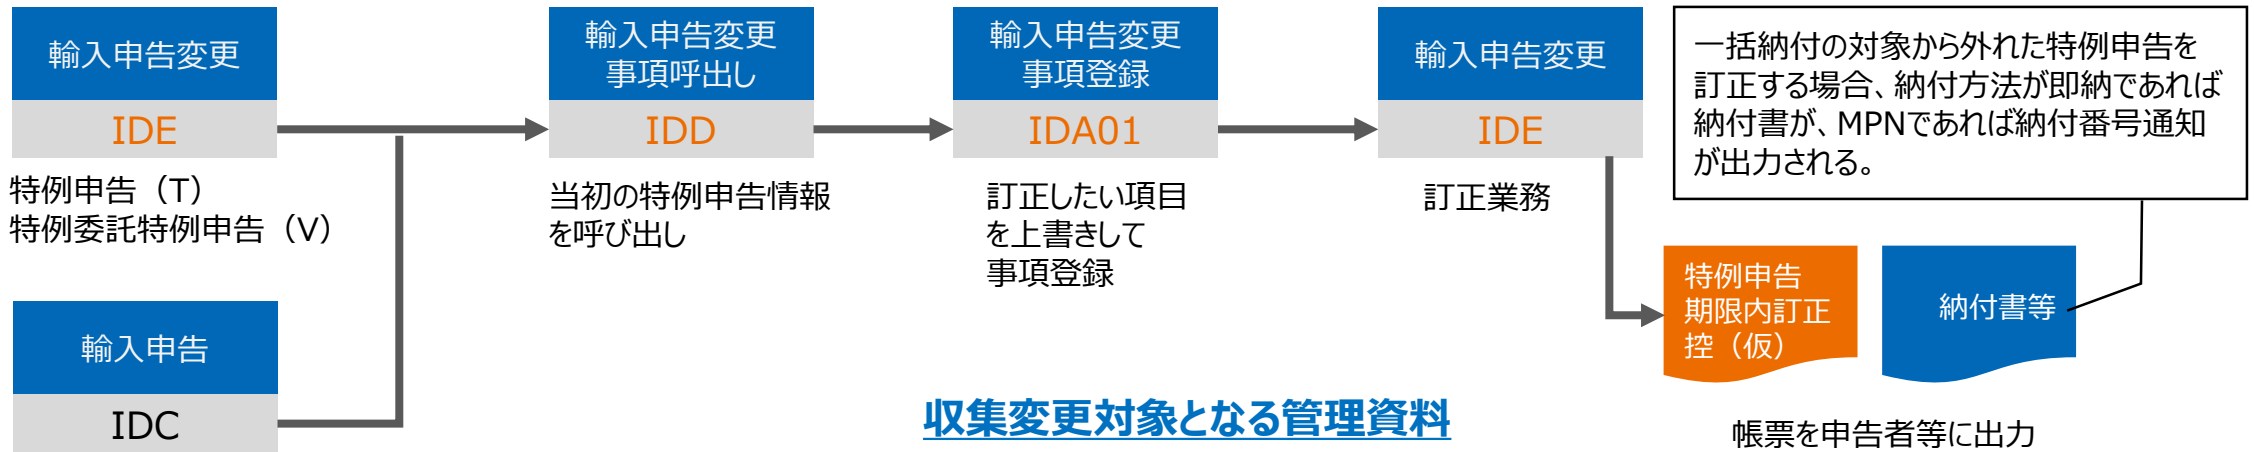 輸入申告変更
IDE
特例申告（T）
特例委託特例申告（V）
輸入申告
IDC
輸入申告変更
事項呼出し
IDD
当初の特例申告情報
を呼び出し
輸入申告変更
事項登録
IDA01
訂正したい項目
を上書きして
事項登録
輸入申告変更
IDE
訂正業務
一括納付の対象から外れた特例申告を
訂正する場合、納付方法が即納であれば
納付書が、MPNであれば納付番号通知
が出力される。
特例申告
期限内訂正
控（仮）
納付書等
帳票を申告者等に出力
収集変更対象となる管理資料